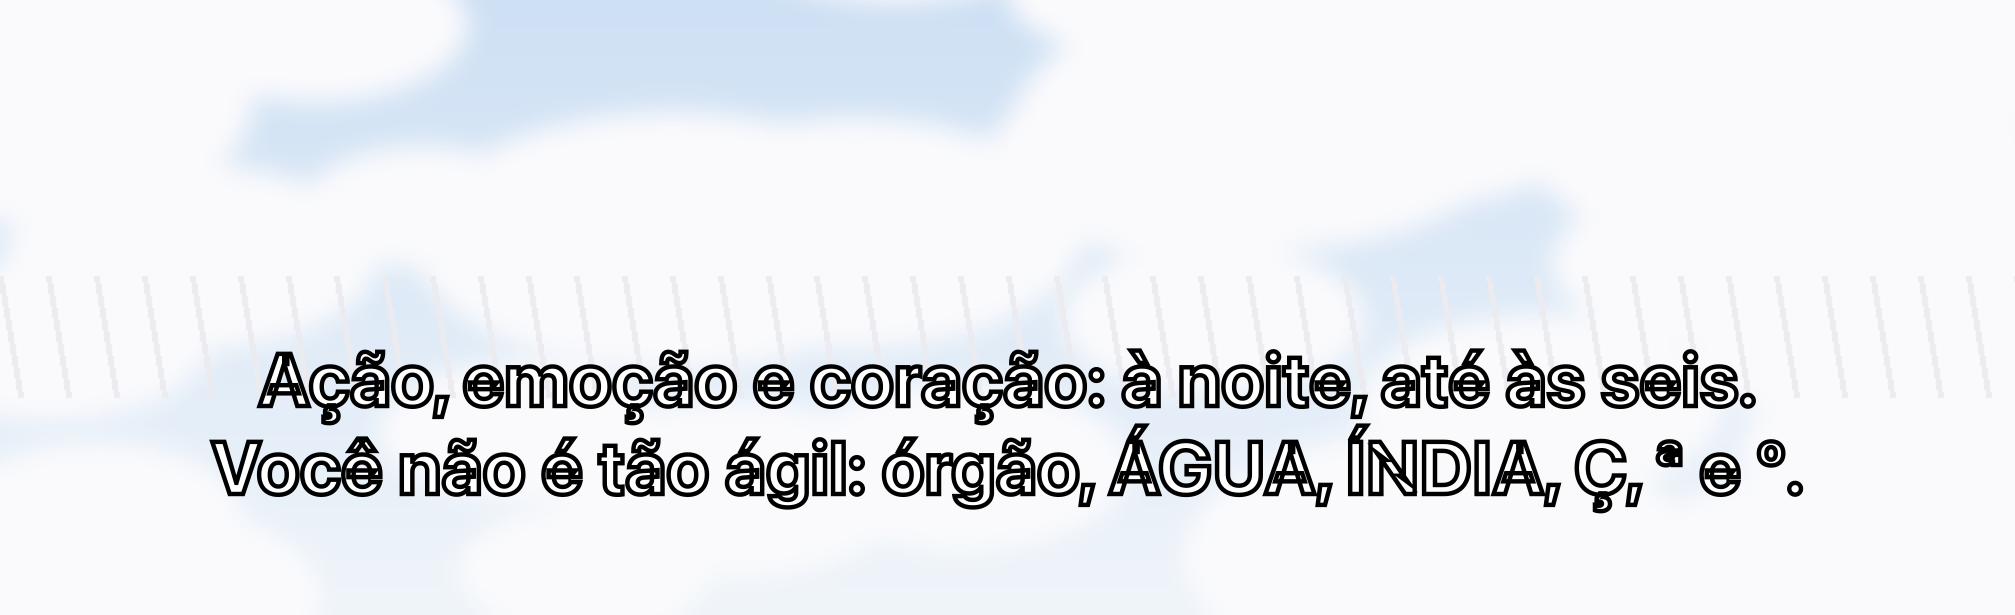 Ação, emoção e coração: à noite, até às seis.
Você não é tão ágil: órgão, ÁGUA, ÍNDIA, Ç, ª e º.